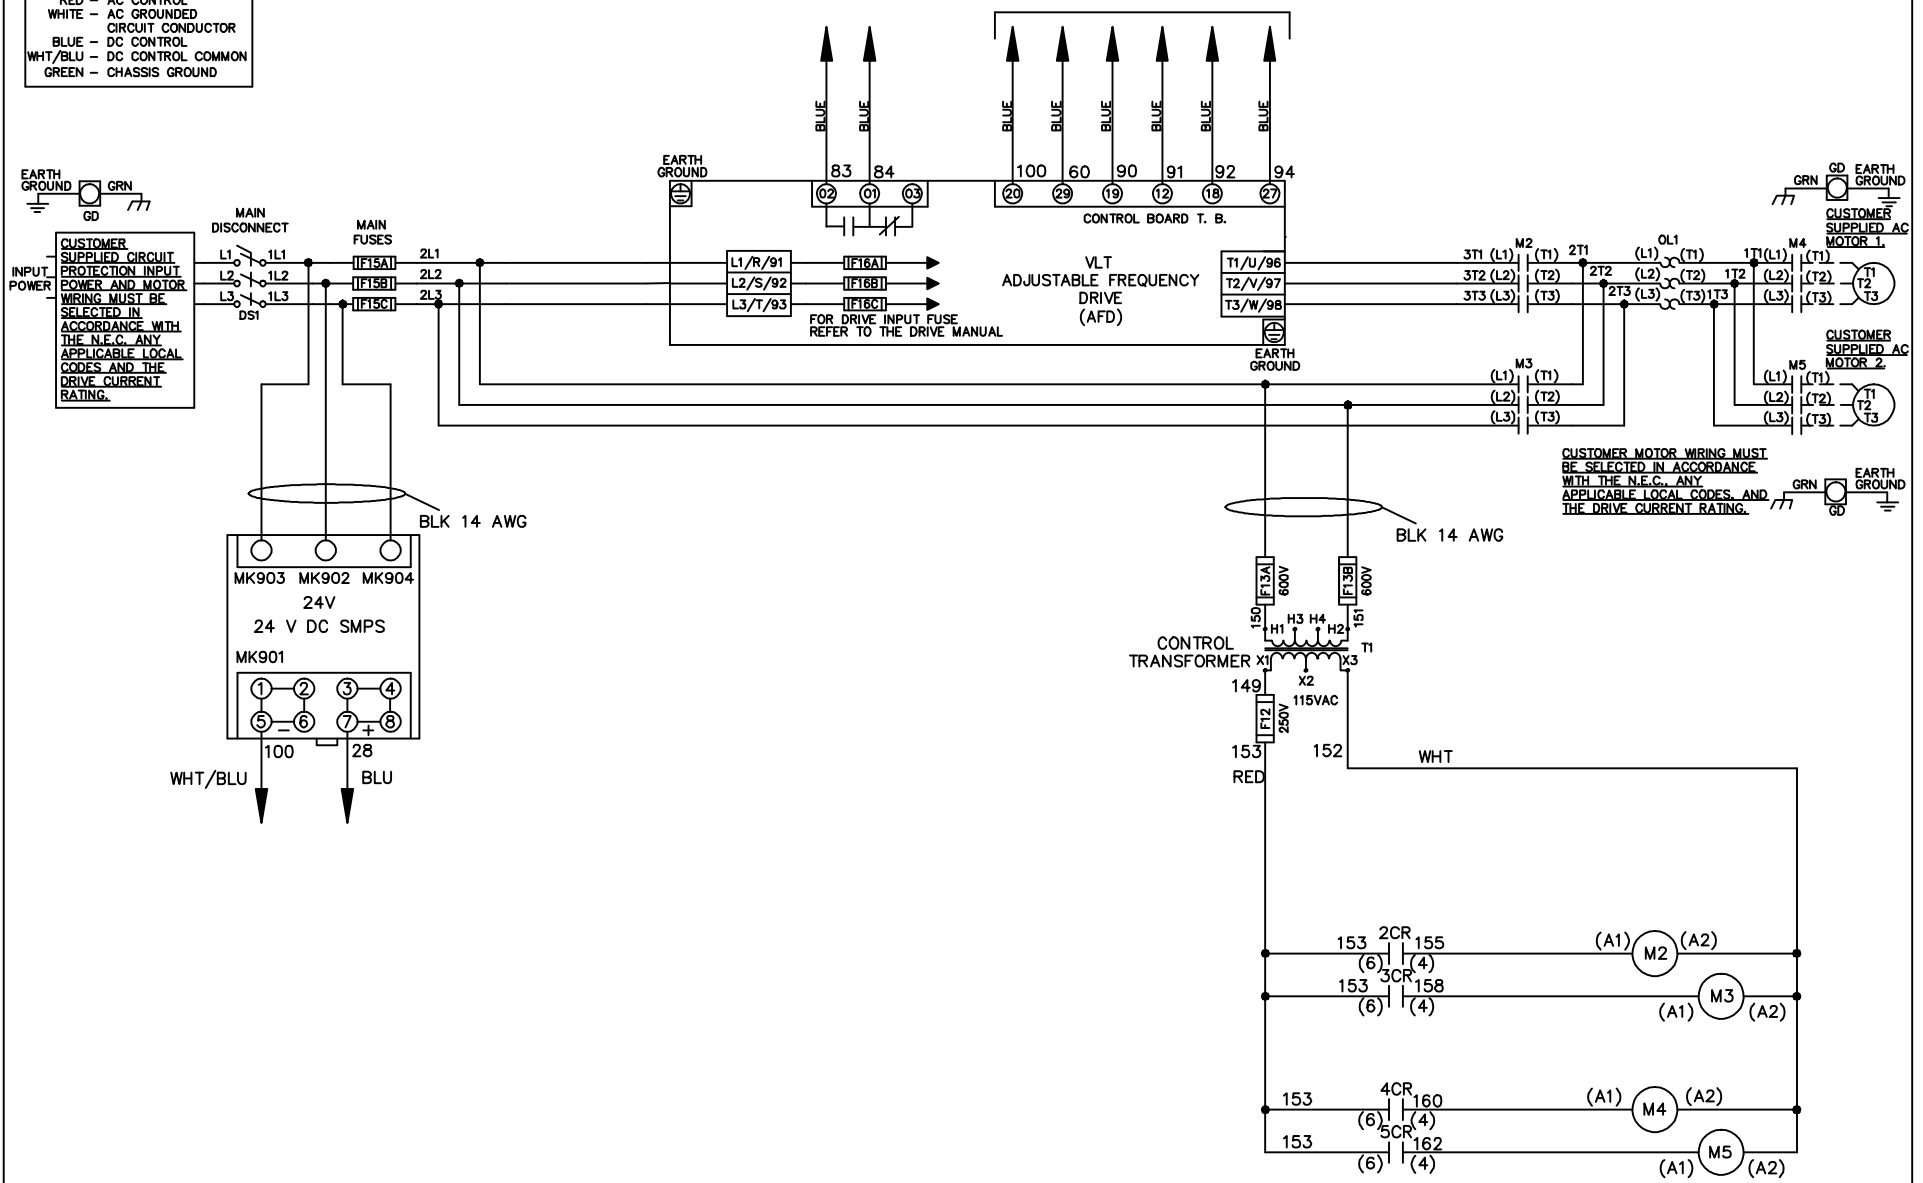 RED – AC CONTROL
WHITE – AC GROUNDED
CIRCUIT CONDUCTOR
BLUE – DC CONTROL
WHT/BLU – DC CONTROL COMMON
GREEN – CHASSIS GROUND
BLUE BLUE BLUE BLUE BLUE BLUE BLUE BLUE
EARTH
GROUND
GRN
GD
EARTH
GROUND
83 84 100 60 90 91 92 94
02 01 03 20 29 19 12 18 27
CONTROL BOARD T. B.
GD EARTH
GRN GROUND
CUSTOMER
SUPPLIED AC
MOTOR 1.
MAIN
DISCONNECT
MAIN
FUSES
INPUT
POWER
CUSTOMER
SUPPLIED CIRCUIT
PROTECTION INPUT
POWER AND MOTOR
WIRING MUST BE
SELECTED IN
ACCORDANCE WITH
THE N.E.C. ANY
APPLICABLE LOCAL
CODES AND THE
DRIVE CURRENT
RATING.
L1 1L1 F15A 2L1
L2 1L2 F15B 2L2
L3 1L3 F15C 2L3
DS1
L1/R/91 F16A
L2/S/92 F16B
L3/T/93 F16C
FOR DRIVE INPUT FUSE
REFER TO THE DRIVE MANUAL
VLT
ADJUSTABLE FREQUENCY
DRIVE
(AFD)
T1/U/96
T2/V/97
T3/W/98
EARTH
GROUND
M2 OL1 M4
3T1 (L1) (T1) 2T1 (L1) (T1) 1T1 (L1) (T1) T1
3T2 (L2) (T2) 2T2 (L2) (T2) 1T2 (L2) (T2) T2
3T3 (L3) (T3) 2T3 (L3) (T3) 1T3 (L3) (T3) T3
CUSTOMER
SUPPLIED AC
MOTOR 2.
M3 M5
(L1) (T1) (L1) (T1) T1
(L2) (T2) (L2) (T2) T2
(L3) (T3) (L3) (T3) T3
CUSTOMER MOTOR WIRING MUST
BE SELECTED IN ACCORDANCE
WITH THE N.E.C., ANY
APPLICABLE LOCAL CODES, AND
THE DRIVE CURRENT RATING.
EARTH
GRN GROUND
GD
BLK 14 AWG
BLK 14 AWG
MK903 MK902 MK904
24V
24 V DC SMPS
MK901
1 2 3 4
5 6 7 8
– +
100 28
WHT/BLU BLU
F13A 600V F13B 600V
150 151
H1 H3 H4 H2
T1
CONTROL
TRANSFORMER
X1 X3
X2
149 115VAC
F12 250V
153 152 WHT
RED
2CR
153 155 (A1) M2 (A2)
(6) (4)
3CR
153 158 M3
(6) (4) (A1) (A2)
4CR
153 160 (A1) M4 (A2)
(6) (4)
5CR
153 162 M5
(6) (4) (A1) (A2)